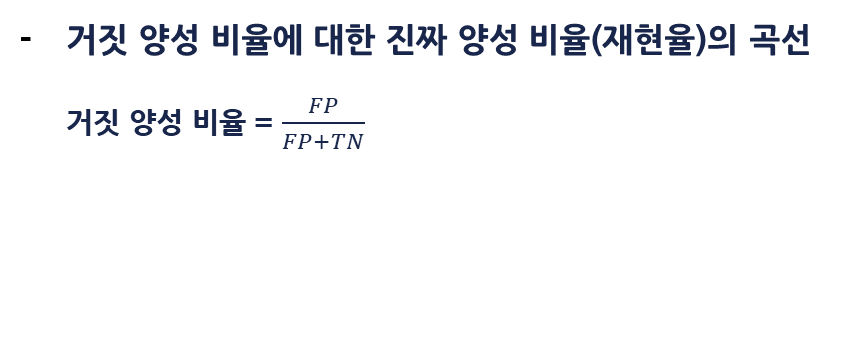 - 거짓 양성 비율에 대한 진짜 양성 비율(재현율)의 곡선
거짓 양성 비율 = FP / FP+TN